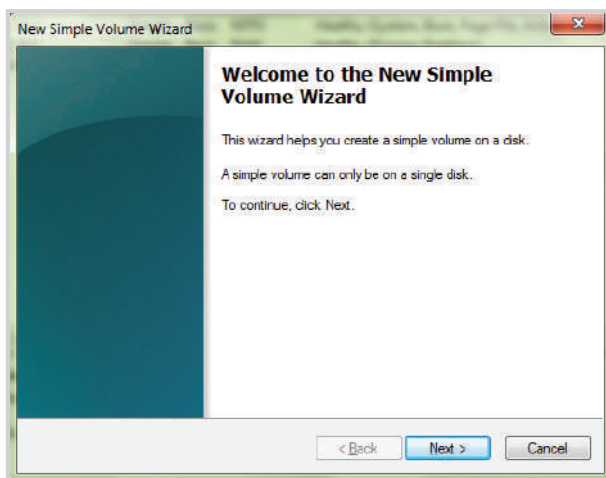 New Simple Volume Wizard
Welcome to the New Simple
Volume Wizard
This wizard helps you create a simple volume on a disk.
A simple volume can only be on a single disk.
To continue, click Next.
< Back
Next >
Cancel